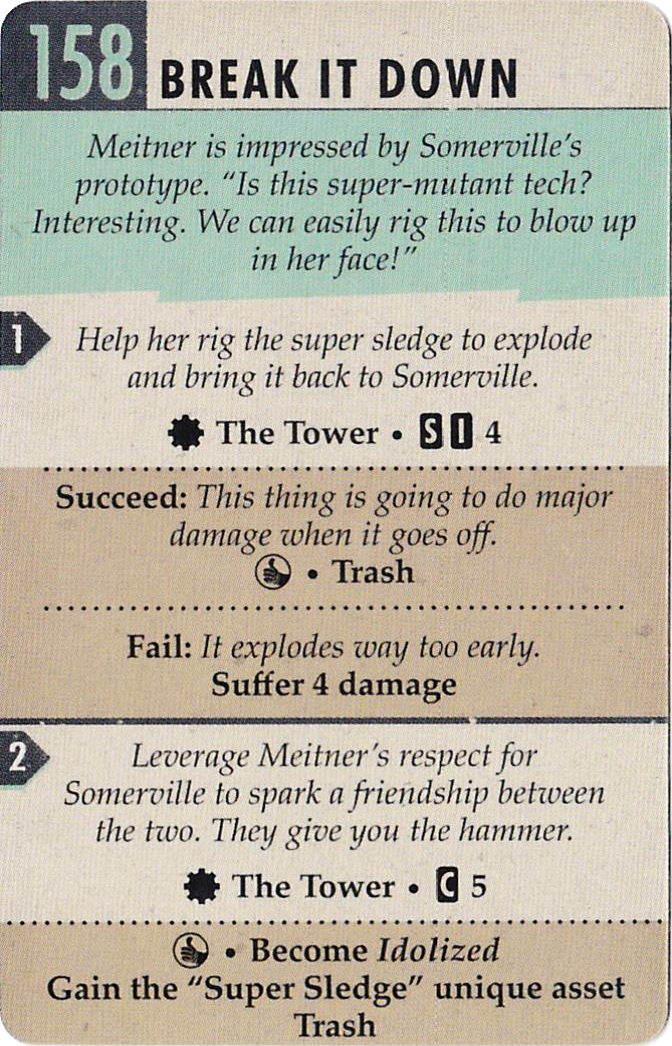 158 BREAK IT DOWN
Meitner is impressed by Somerville's
prototype. “Is this super-mutant tech?
Interesting. We can easily rig this to blow up
in her face!”
1 Help her rig the super sledge to explode
and bring it back to Somerville.
The Tower • S I 4
Succeed: This thing is going to do major
damage when it goes off.
• Trash
Fail: It explodes way too early.
Suffer 4 damage
2 Leverage Meitner's respect for
Somerville to spark a friendship between
the two. They give you the hammer.
The Tower • C 5
• Become Idolized
Gain the “Super Sledge” unique asset
Trash